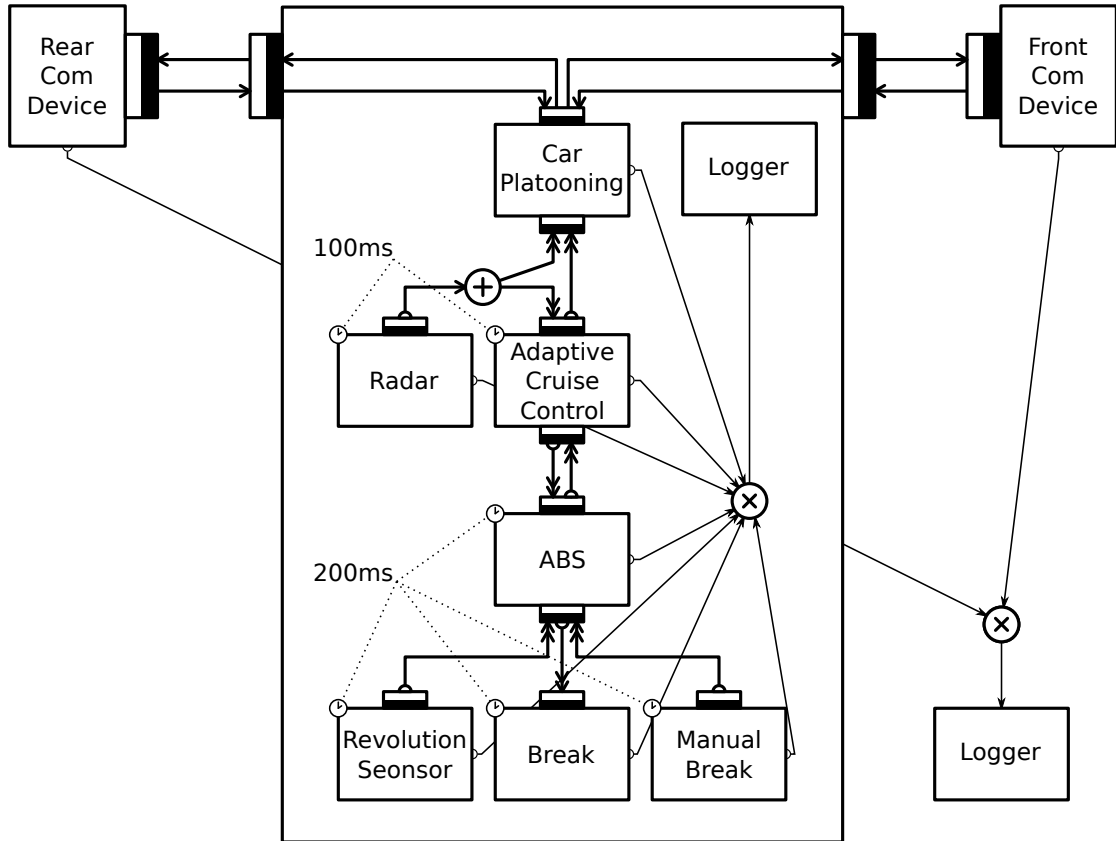 Rear
Com
Device
Front
Com
Device
Car
Platooning
Logger
100ms
Radar
Adaptive
Cruise
Control
ABS
200ms
Revolution
Seonsor
Break
Manual
Break
Logger